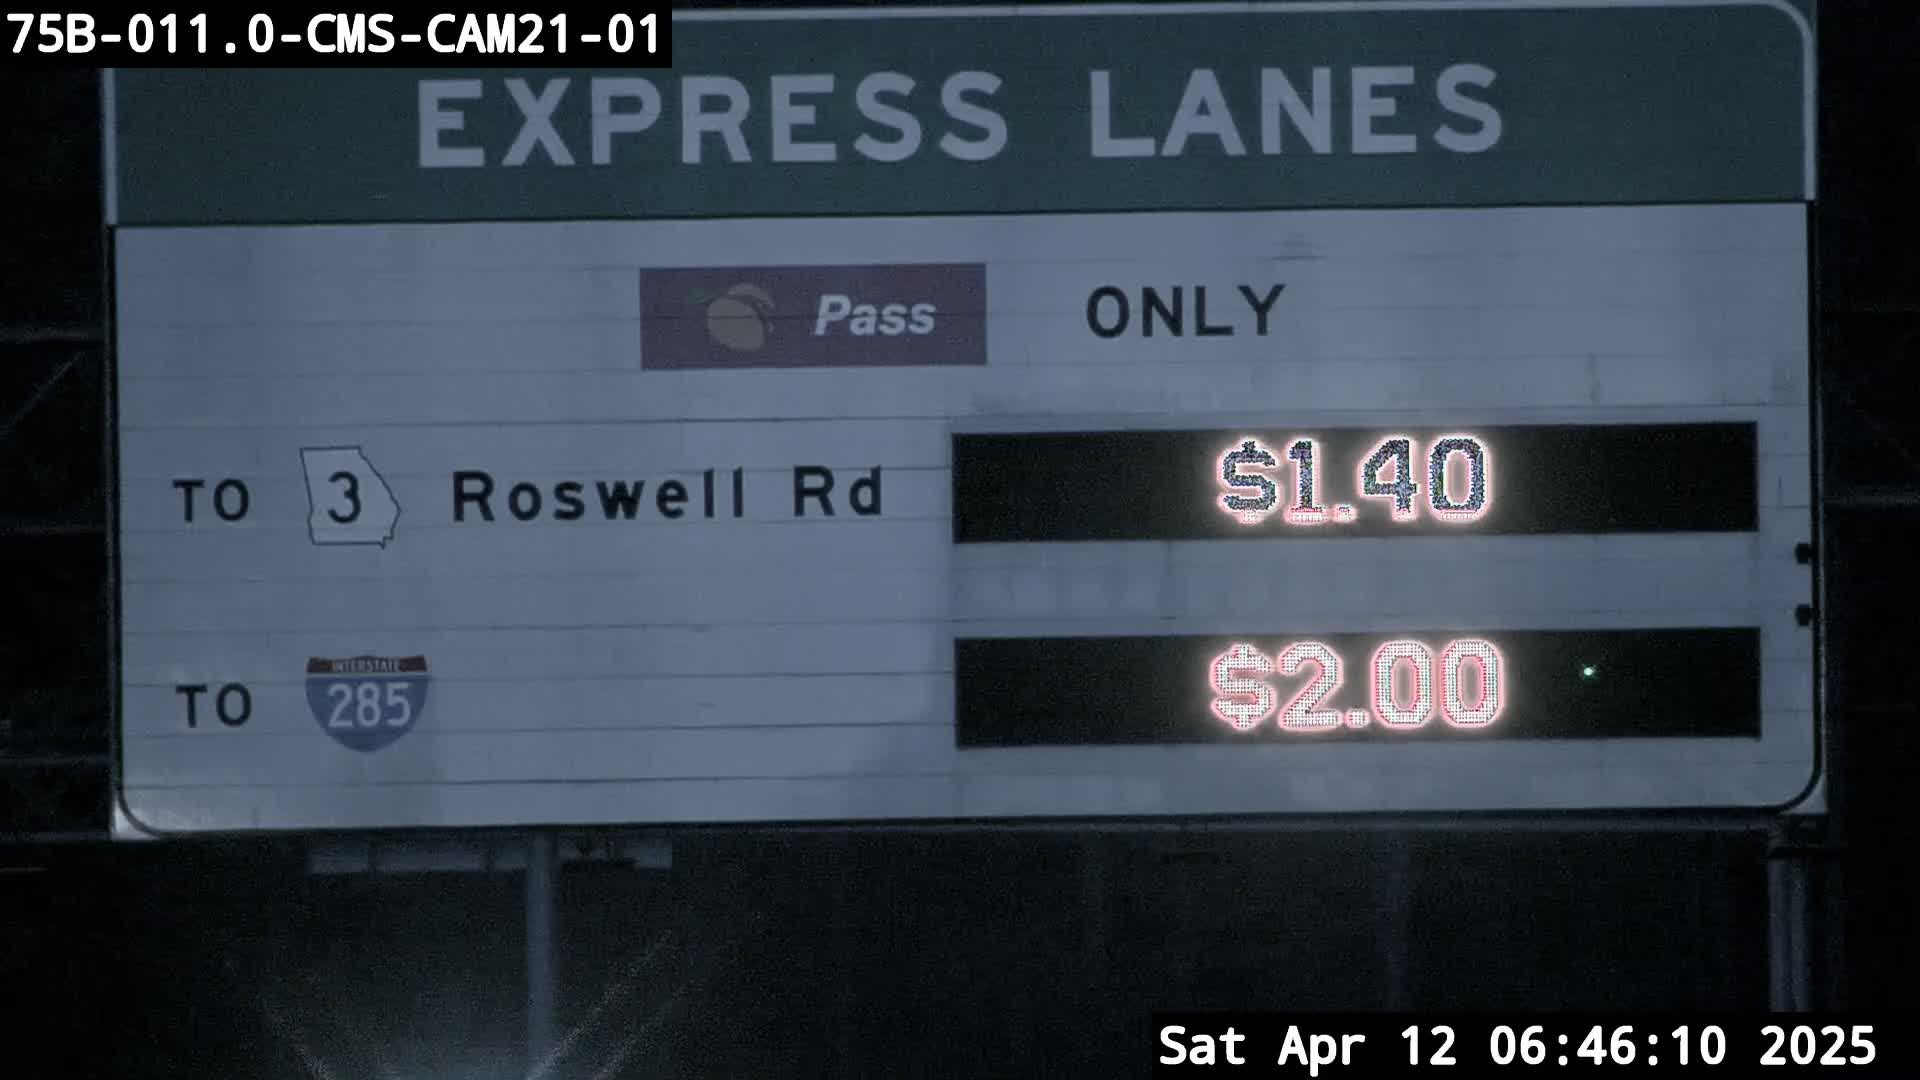 75B-011.0-CMS-CAM21-01
EXPRESS LANES
Pass ONLY
TO 3 Roswell Rd $1.40
TO INTERSTATE 285 $2.00
Sat Apr 12 06:46:10 2025